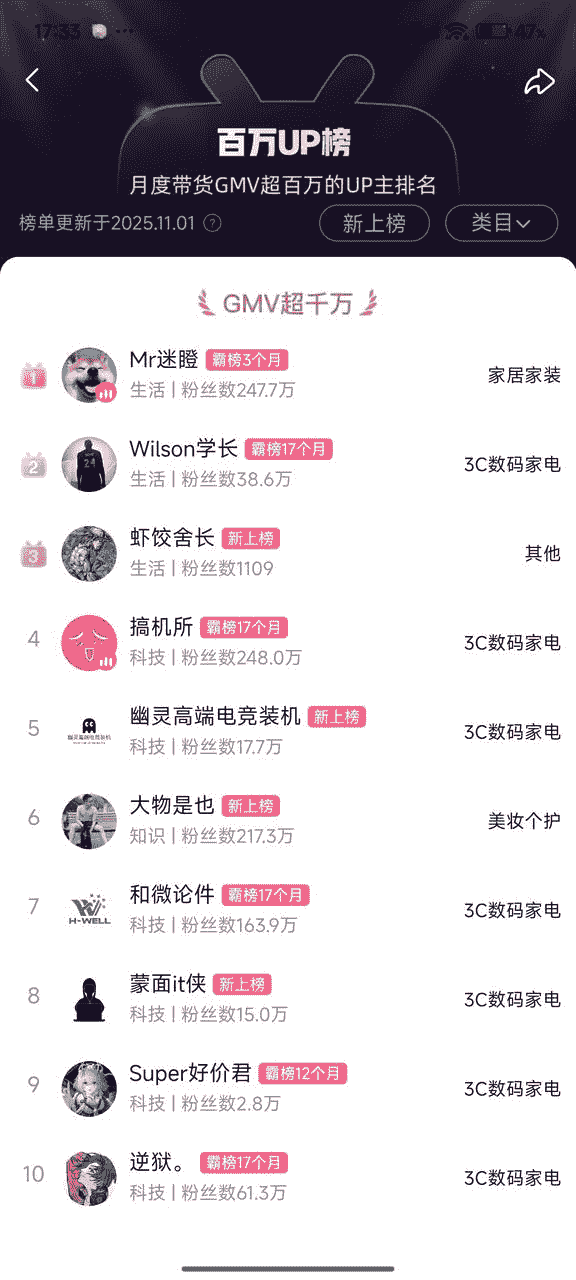 17:33
47%
百万UP榜
月度带货GMV超百万的UP主排名
榜单更新于2025.11.01 ?
新上榜
类目
GMV超千万
1
Mr迷瞪 霸榜3个月
家居家装
生活 | 粉丝数247.7万
2
Wilson学长 霸榜17个月
3C数码家电
生活 | 粉丝数38.6万
3
虾饺舍长 新上榜
其他
生活 | 粉丝数1109
4
搞机所 霸榜17个月
3C数码家电
科技 | 粉丝数248.0万
5
幽灵高端电竞装机 新上榜
3C数码家电
科技 | 粉丝数17.7万
6
大物是也 新上榜
美妆个护
知识 | 粉丝数217.3万
7
H-WELL
和微论件 霸榜17个月
3C数码家电
科技 | 粉丝数163.9万
8
蒙面it侠 新上榜
3C数码家电
科技 | 粉丝数15.0万
9
Super好价君 霸榜12个月
3C数码家电
科技 | 粉丝数2.8万
10
逆狱。 霸榜17个月
3C数码家电
科技 | 粉丝数61.3万